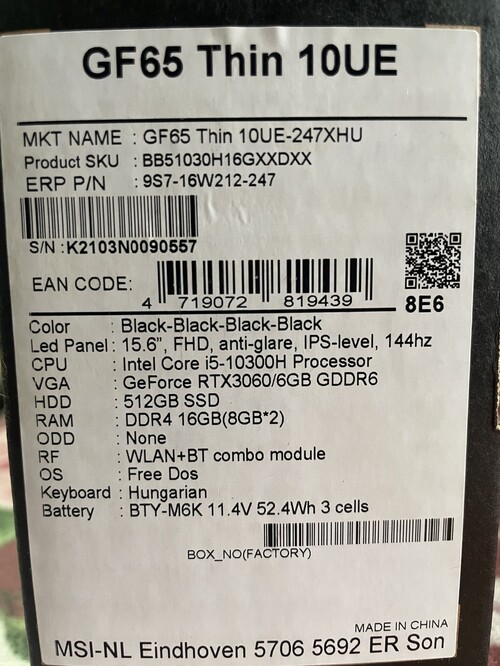 GF65 Thin 10UE
MKT NAME : GF65 Thin 10UE-247XHU
Product SKU : BB51030H16GXXDXX
ERP P/N : 9S7-16W212-247
S/N :K2103N0090557
EAN CODE:
4 719072 819439
8E6
Color : Black-Black-Black-Black
Led Panel : 15.6", FHD, anti-glare, IPS-level, 144hz
CPU : Intel Core i5-10300H Processor
VGA : GeForce RTX3060/6GB GDDR6
HDD : 512GB SSD
RAM : DDR4 16GB(8GB*2)
ODD : None
RF : WLAN+BT combo module
OS : Free Dos
Keyboard : Hungarian
Battery : BTY-M6K 11.4V 52.4Wh 3 cells
BOX_NO(FACTORY)
MADE IN CHINA
MSI-NL Eindhoven 5706 5692 ER Son